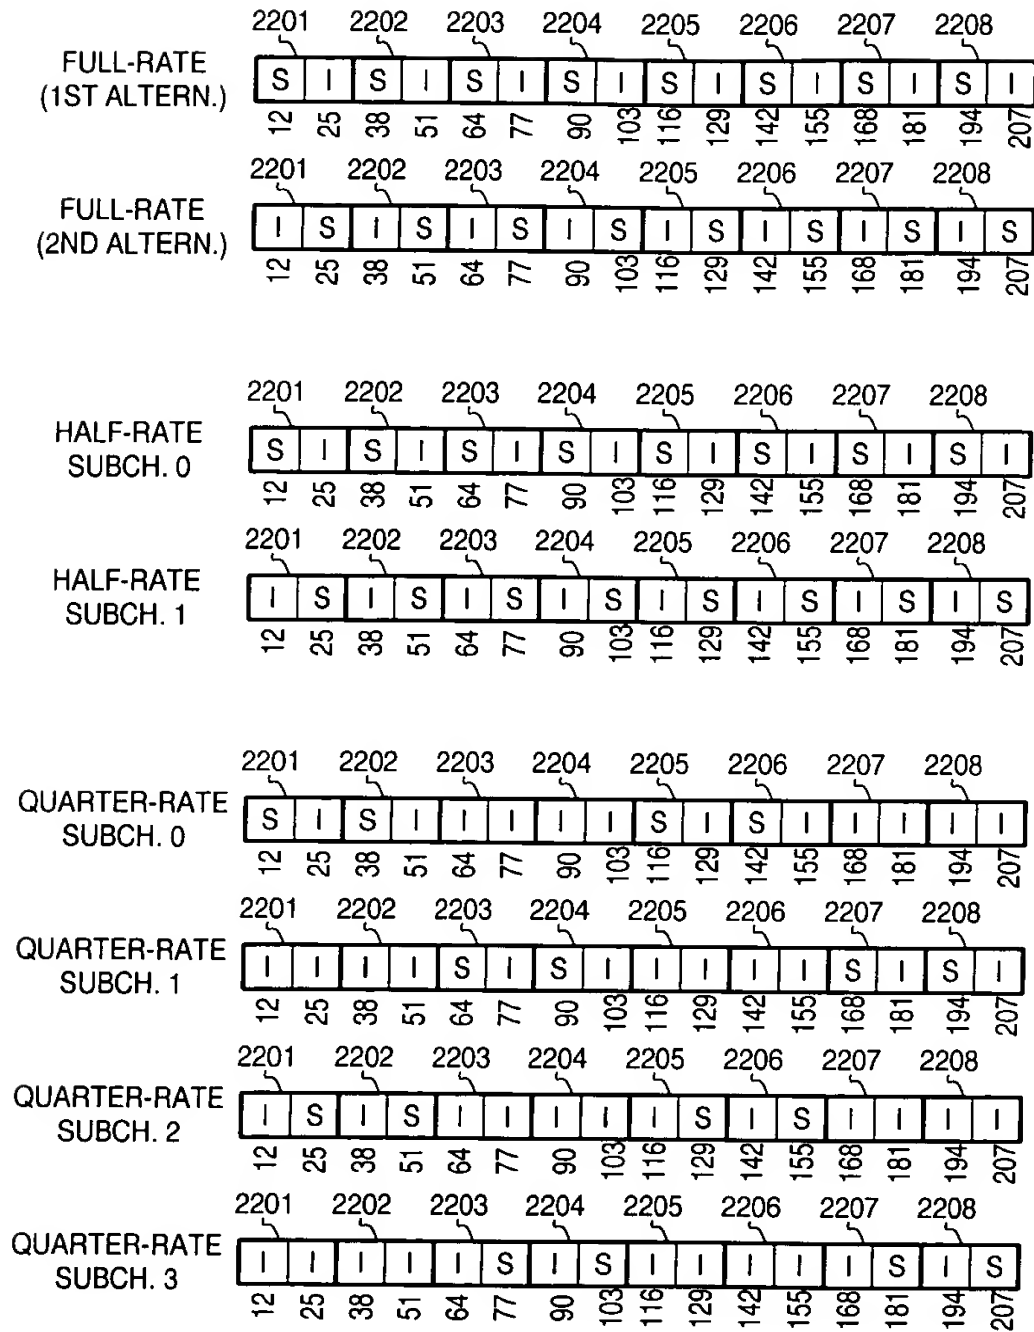 2201 2202 2203 2204 2205 2206 2207 2208
FULL-RATE
(1ST ALTERN.)
S I S I S I S I S I S I S I S I
12 25 38 51 64 77 90 103 116 129 142 155 168 181 194 207
2201 2202 2203 2204 2205 2206 2207 2208
FULL-RATE
(2ND ALTERN.)
I S I S I S I S I S I S I S I S
12 25 38 51 64 77 90 103 116 129 142 155 168 181 194 207
2201 2202 2203 2204 2205 2206 2207 2208
HALF-RATE
SUBCH. 0
S I S I S I S I S I S I S I S I
12 25 38 51 64 77 90 103 116 129 142 155 168 181 194 207
2201 2202 2203 2204 2205 2206 2207 2208
HALF-RATE
SUBCH. 1
I S I S I S I S I S I S I S I S
12 25 38 51 64 77 90 103 116 129 142 155 168 181 194 207
2201 2202 2203 2204 2205 2206 2207 2208
QUARTER-RATE
SUBCH. 0
S I S I I I I I S I S I I I I I
12 25 38 51 64 77 90 103 116 129 142 155 168 181 194 207
2201 2202 2203 2204 2205 2206 2207 2208
QUARTER-RATE
SUBCH. 1
I I I I S I S I I I I I S I S I
12 25 38 51 64 77 90 103 116 129 142 155 168 181 194 207
2201 2202 2203 2204 2205 2206 2207 2208
QUARTER-RATE
SUBCH. 2
I S I S I I I I I S I S I I I I
12 25 38 51 64 77 90 103 116 129 142 155 168 181 194 207
2201 2202 2203 2204 2205 2206 2207 2208
QUARTER-RATE
SUBCH. 3
I I I I I S I S I I I I I S I S
12 25 38 51 64 77 90 103 116 129 142 155 168 181 194 207